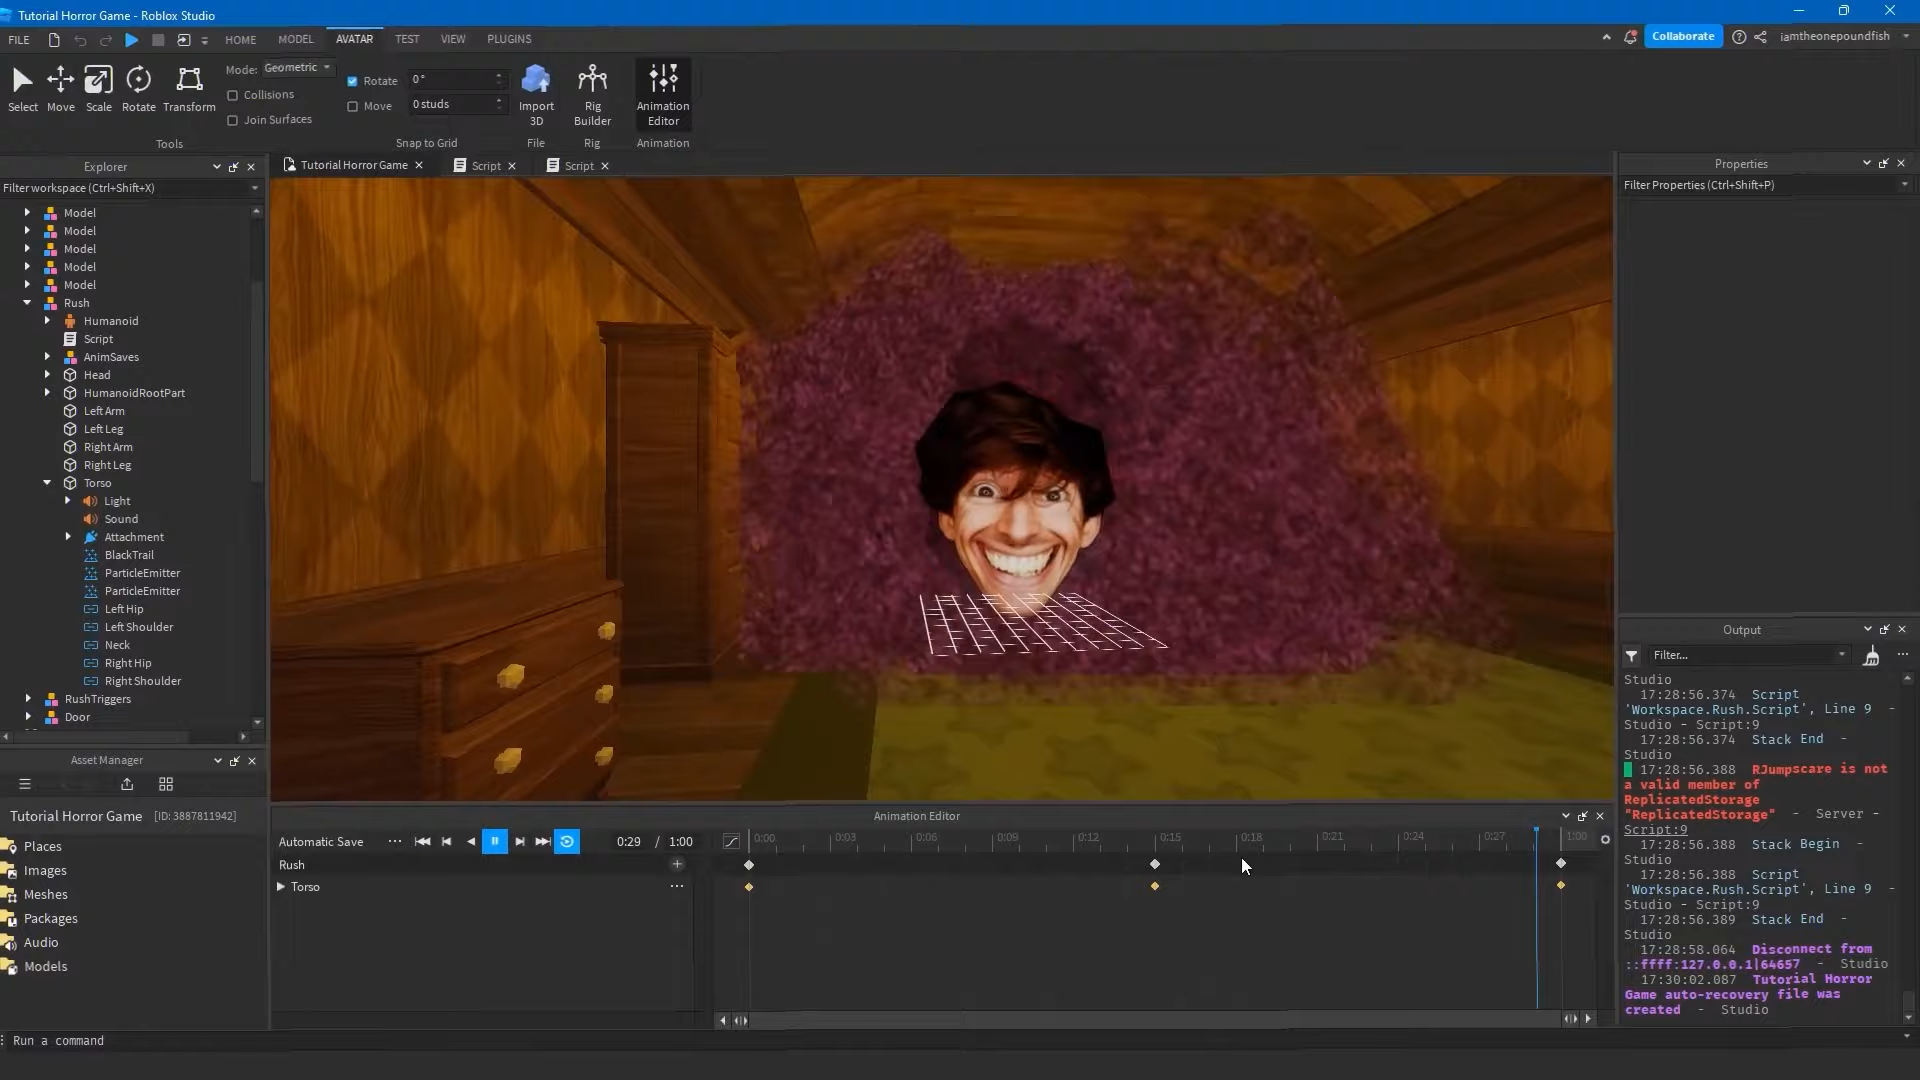 Tutorial Horror Game - Roblox Studio
FILE
HOME
MODEL
AVATAR
TEST
VIEW
PLUGINS
Collaborate
iamtheonepoundfish
Select
Move
Scale
Rotate
Transform
Mode:
Geometric
Collisions
Join Surfaces
Rotate
0 °
Move
0 studs
Import
3D
Rig
Builder
Animation
Editor
Tools
Snap to Grid
File
Rig
Animation
Explorer
Filter workspace (Ctrl+Shift+X)
Model
Model
Model
Model
Model
Rush
Humanoid
Script
AnimSaves
Head
HumanoidRootPart
Left Arm
Left Leg
Right Arm
Right Leg
Torso
Light
Sound
Attachment
BlackTrail
ParticleEmitter
ParticleEmitter
Left Hip
Left Shoulder
Neck
Right Hip
Right Shoulder
RushTriggers
Door
Tutorial Horror Game
Script
Script
Properties
Filter Properties (Ctrl+Shift+P)
Asset Manager
Tutorial Horror Game [ID: 3887811942]
Places
Images
Meshes
Packages
Audio
Models
Animation Editor
Automatic Save
0:29 / 1:00
0:00
0:03
0:06
0:09
0:12
0:15
0:18
0:21
0:24
0:27
1:00
Rush
Torso
Output
Filter...
Studio
17:28:56.374 Script
'Workspace.Rush.Script', Line 9 -
Studio - Script:9
17:28:56.374 Stack End -
Studio
17:28:56.388 RJumpscare is not
a valid member of
ReplicatedStorage
"ReplicatedStorage" - Server -
Script:9
17:28:56.388 Stack Begin -
Studio
17:28:56.388 Script
'Workspace.Rush.Script', Line 9 -
Studio - Script:9
17:28:56.389 Stack End -
Studio
17:28:58.064 Disconnect from
::ffff:127.0.0.1|64657 - Studio
17:30:02.087 Tutorial Horror
Game auto-recovery file was
created - Studio
Run a command